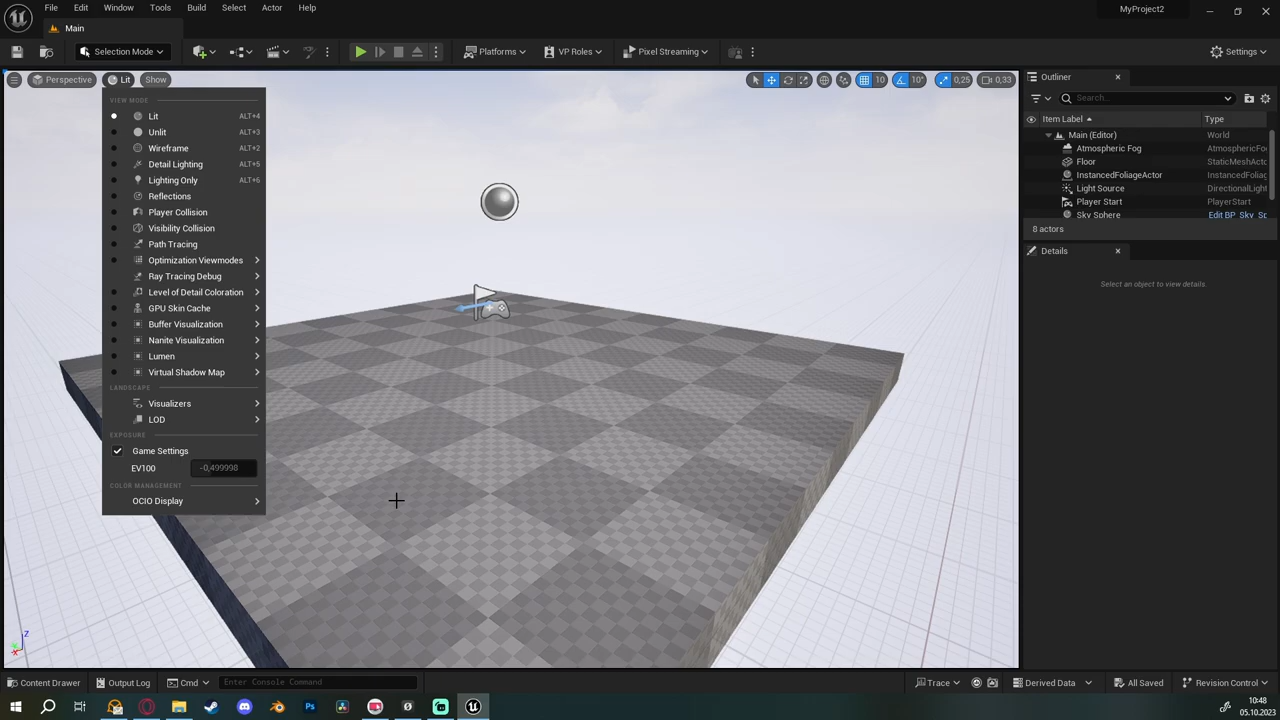 File Edit Window Tools Build Select Actor Help
MyProject2
Main
Selection Mode
Platforms
VP Roles
Pixel Streaming
Settings
Perspective
Lit
Show
10
10°
0,25
0,33
VIEW MODE
Lit ALT+4
Unlit ALT+3
Wireframe ALT+2
Detail Lighting ALT+5
Lighting Only ALT+6
Reflections
Player Collision
Visibility Collision
Path Tracing
Optimization Viewmodes
Ray Tracing Debug
Level of Detail Coloration
GPU Skin Cache
Buffer Visualization
Nanite Visualization
Lumen
Virtual Shadow Map
LANDSCAPE
Visualizers
LOD
EXPOSURE
Game Settings
EV100 -0,499998
COLOR MANAGEMENT
OCIO Display
Z
X
Outliner
Search...
Item Label Type
Main (Editor) World
Atmospheric Fog AtmosphericFo
Floor StaticMeshActo
InstancedFoliageActor InstancedFoliag
Light Source DirectionalLight
Player Start PlayerStart
Sky Sphere Edit BP_Sky_Sp
8 actors
Details
Select an object to view details.
Content Drawer
Output Log
Cmd
Enter Console Command
Trace
Derived Data
All Saved
Revision Control
10:48
05.10.2023